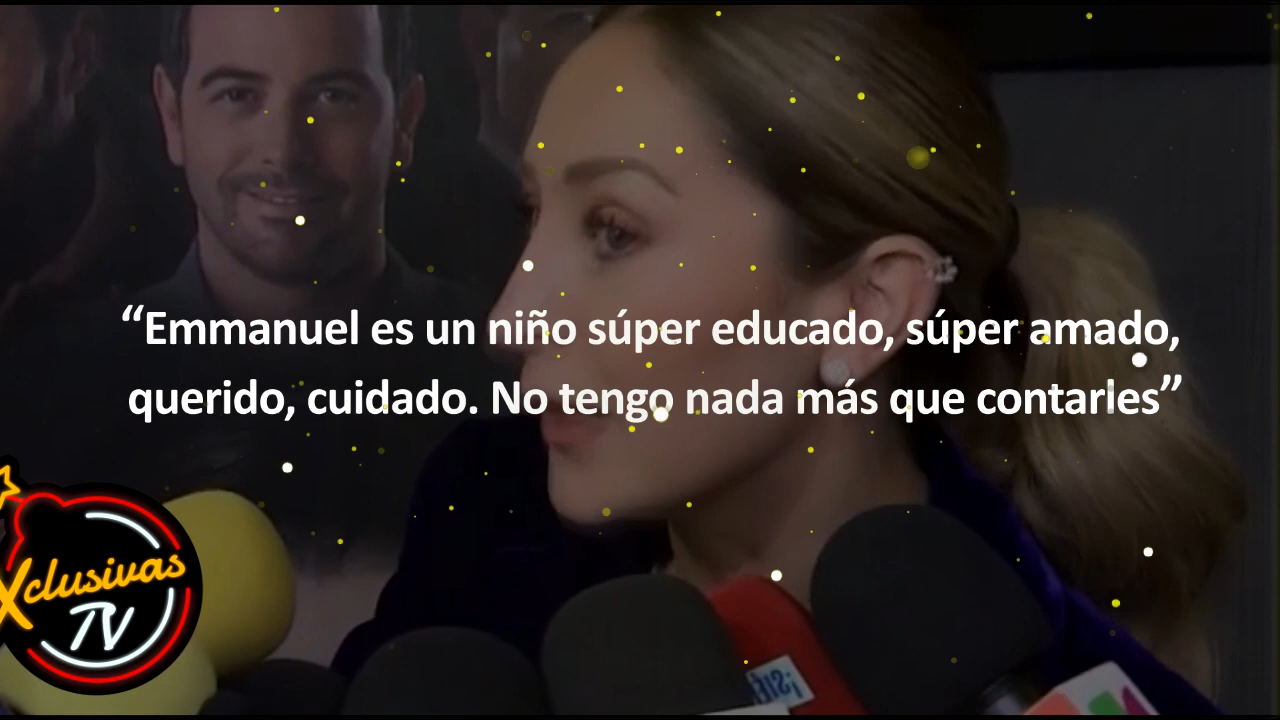 “Emmanuel es un niño súper educado, súper amado,
querido, cuidado. No tengo nada más que contarles”
Xclusivas
TV